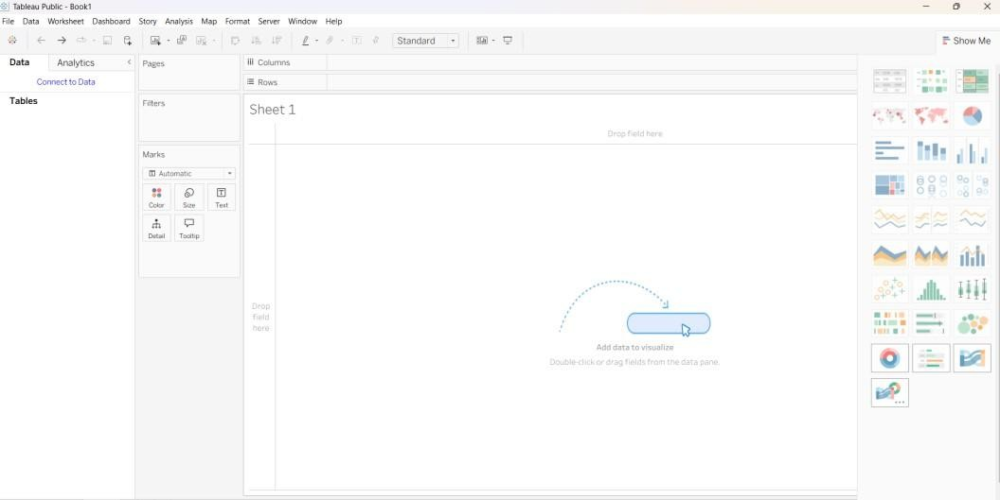 Tableau Public - Book1
File Data Worksheet Dashboard Story Analysis Map Format Server Window Help
Standard
Show Me
Data Analytics
Connect to Data
Tables
Pages
Filters
Marks
Automatic
Color Size Text
Detail Tooltip
Columns
Rows
Sheet 1
Drop field here
Drop
field
here
Add data to visualize
Double-click or drag fields from the data pane.